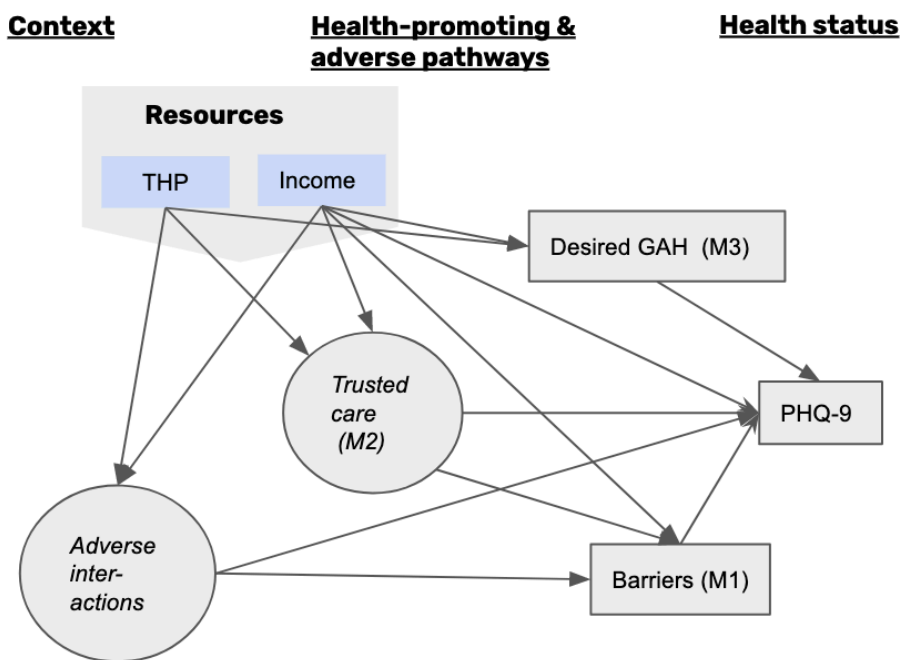 Context
Health-promoting &
adverse pathways
Health status
Resources
THP
Income
Desired GAH (M3)
Trusted
care
(M2)
PHQ-9
Adverse
inter-
actions
Barriers (M1)